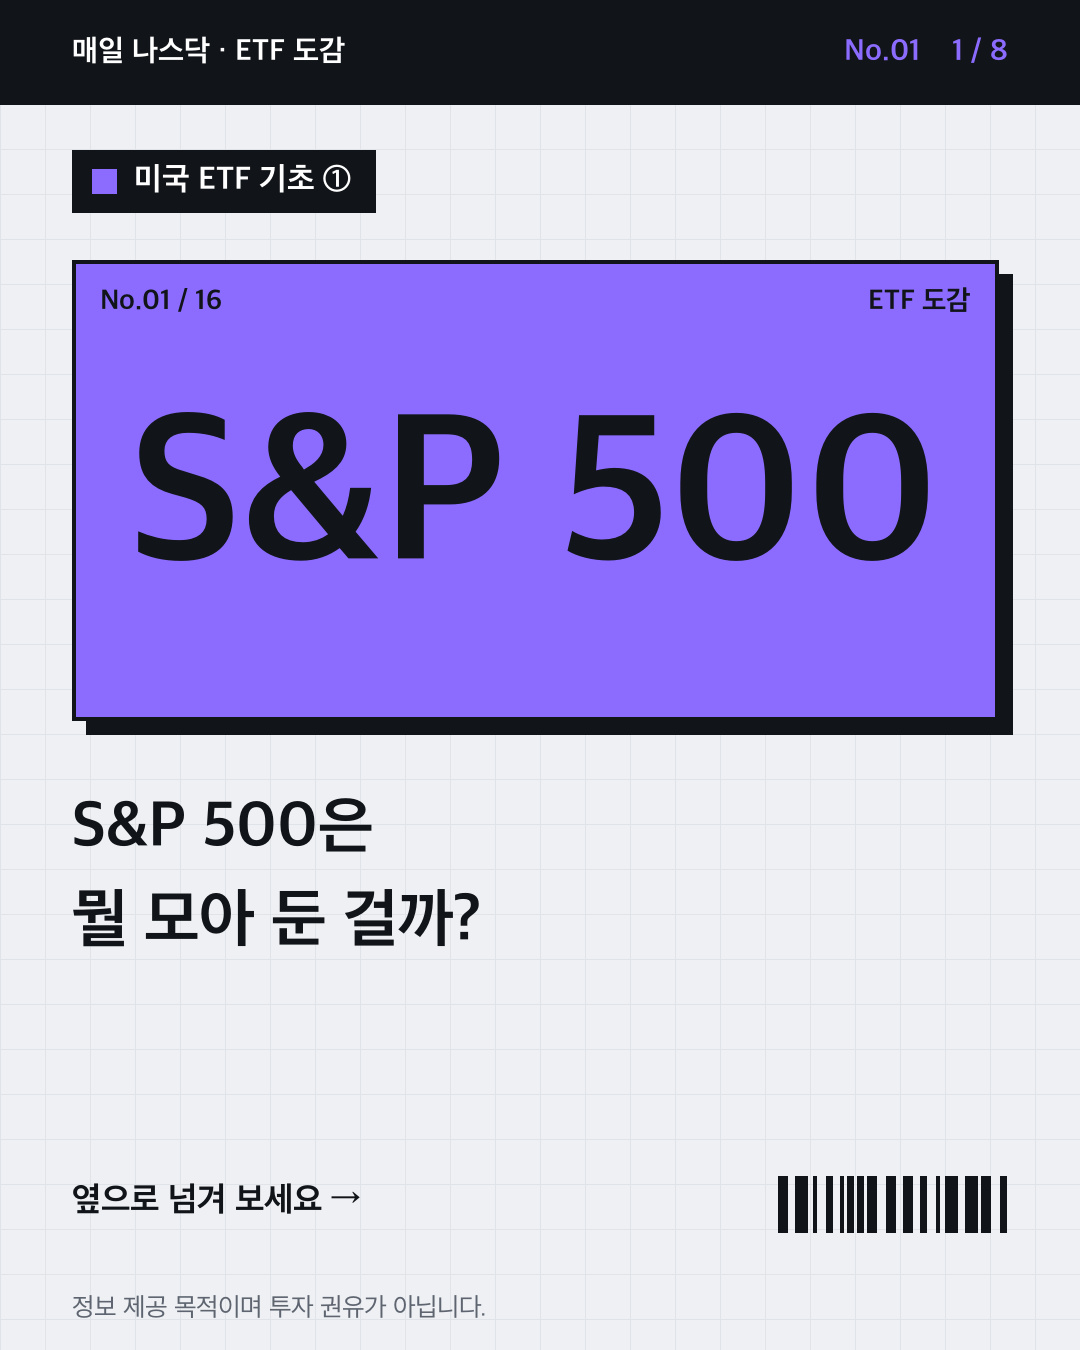 매일 나스닥 · ETF 도감
No.01 1 / 8
미국 ETF 기초 ①
No.01 / 16
ETF 도감
S&P 500
S&P 500은
뭘 모아 둔 걸까?
옆으로 넘겨 보세요 →
정보 제공 목적이며 투자 권유가 아닙니다.